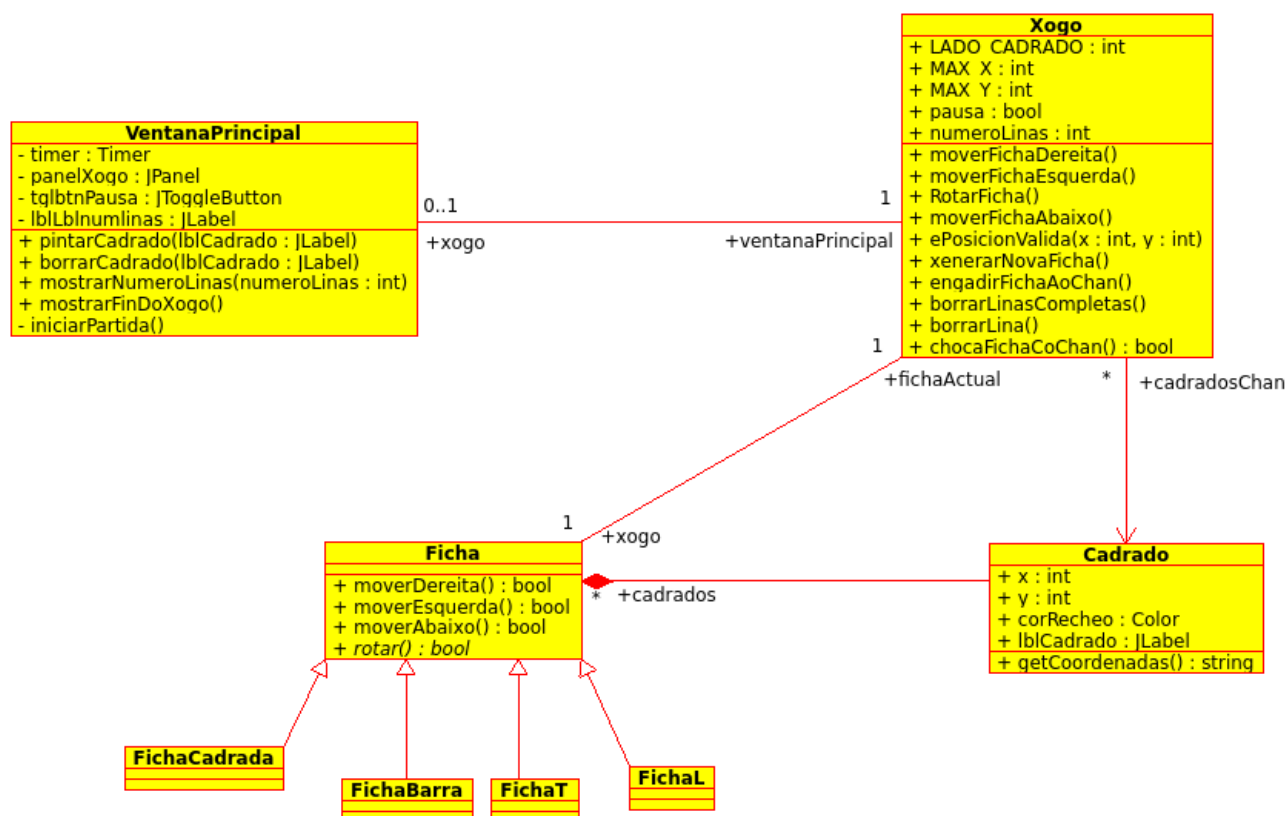 Xogo
+ LADO_CADRADO : int
+ MAX_X : int
+ MAX_Y : int
+ pausa : bool
+ numeroLinas : int
+ moverFichaDereita()
+ moverFichaEsquerda()
+ RotarFicha()
+ moverFichaAbaixo()
+ ePosicionValida(x : int, y : int)
+ xenerarNovaFicha()
+ engadirFichaAoChan()
+ borrarLinasCompletas()
+ borrarLina()
+ chocaFichaCoChan() : bool
VentanaPrincipal
- timer : Timer
- panelXogo : JPanel
- tglbtnPausa : JToggleButton
- lblLblnumlinas : JLabel
+ pintarCadrado(lblCadrado : JLabel)
+ borrarCadrado(lblCadrado : JLabel)
+ mostrarNumeroLinas(numeroLinas : int)
+ mostrarFinDoXogo()
- iniciarPartida()
0..1
+xogo
1
+ventanaPrincipal
1
+fichaActual
*
+cadradosChan
1
+xogo
Ficha
+ moverDereita() : bool
+ moverEsquerda() : bool
+ moverAbaixo() : bool
+ rotar() : bool
*
+cadrados
Cadrado
+ x : int
+ y : int
+ corRecheo : Color
+ lblCadrado : JLabel
+ getCoordenadas() : string
FichaCadrada
FichaBarra
FichaT
FichaL